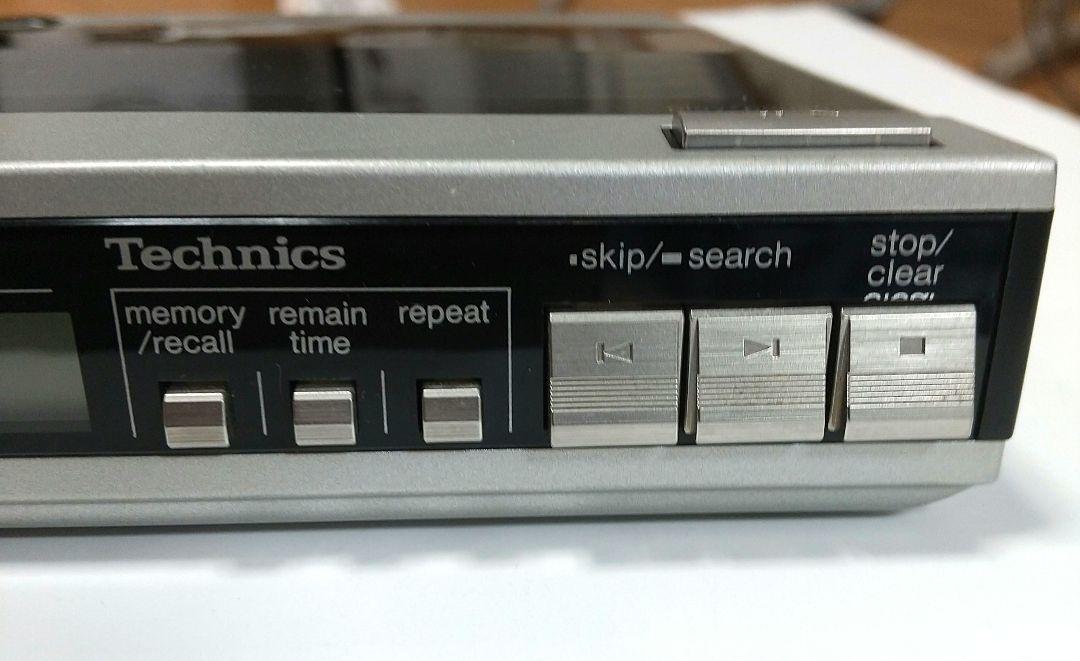 Technics
memory
/recall
remain
time
repeat
skip/ search
stop/
clear